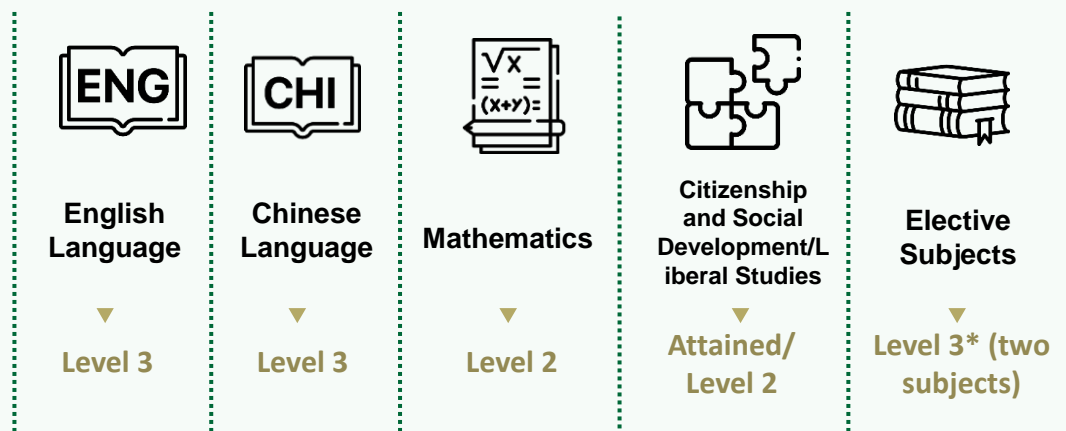 ENG
English
Language
Level 3
CHI
Chinese
Language
Level 3
√x
= =
(x+y)=
Mathematics
Level 2
Citizenship
and Social
Development/L
iberal Studies
Attained/
Level 2
Elective
Subjects
Level 3* (two
subjects)